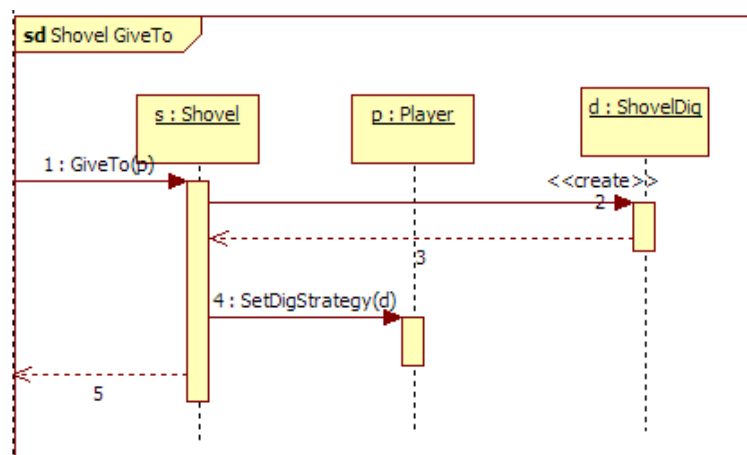 sd Shovel GiveTo
s : Shovel
p : Player
d : ShovelDig
1 : GiveTo(p)
<<create>>
2
3
4 : SetDigStrategy(d)
5